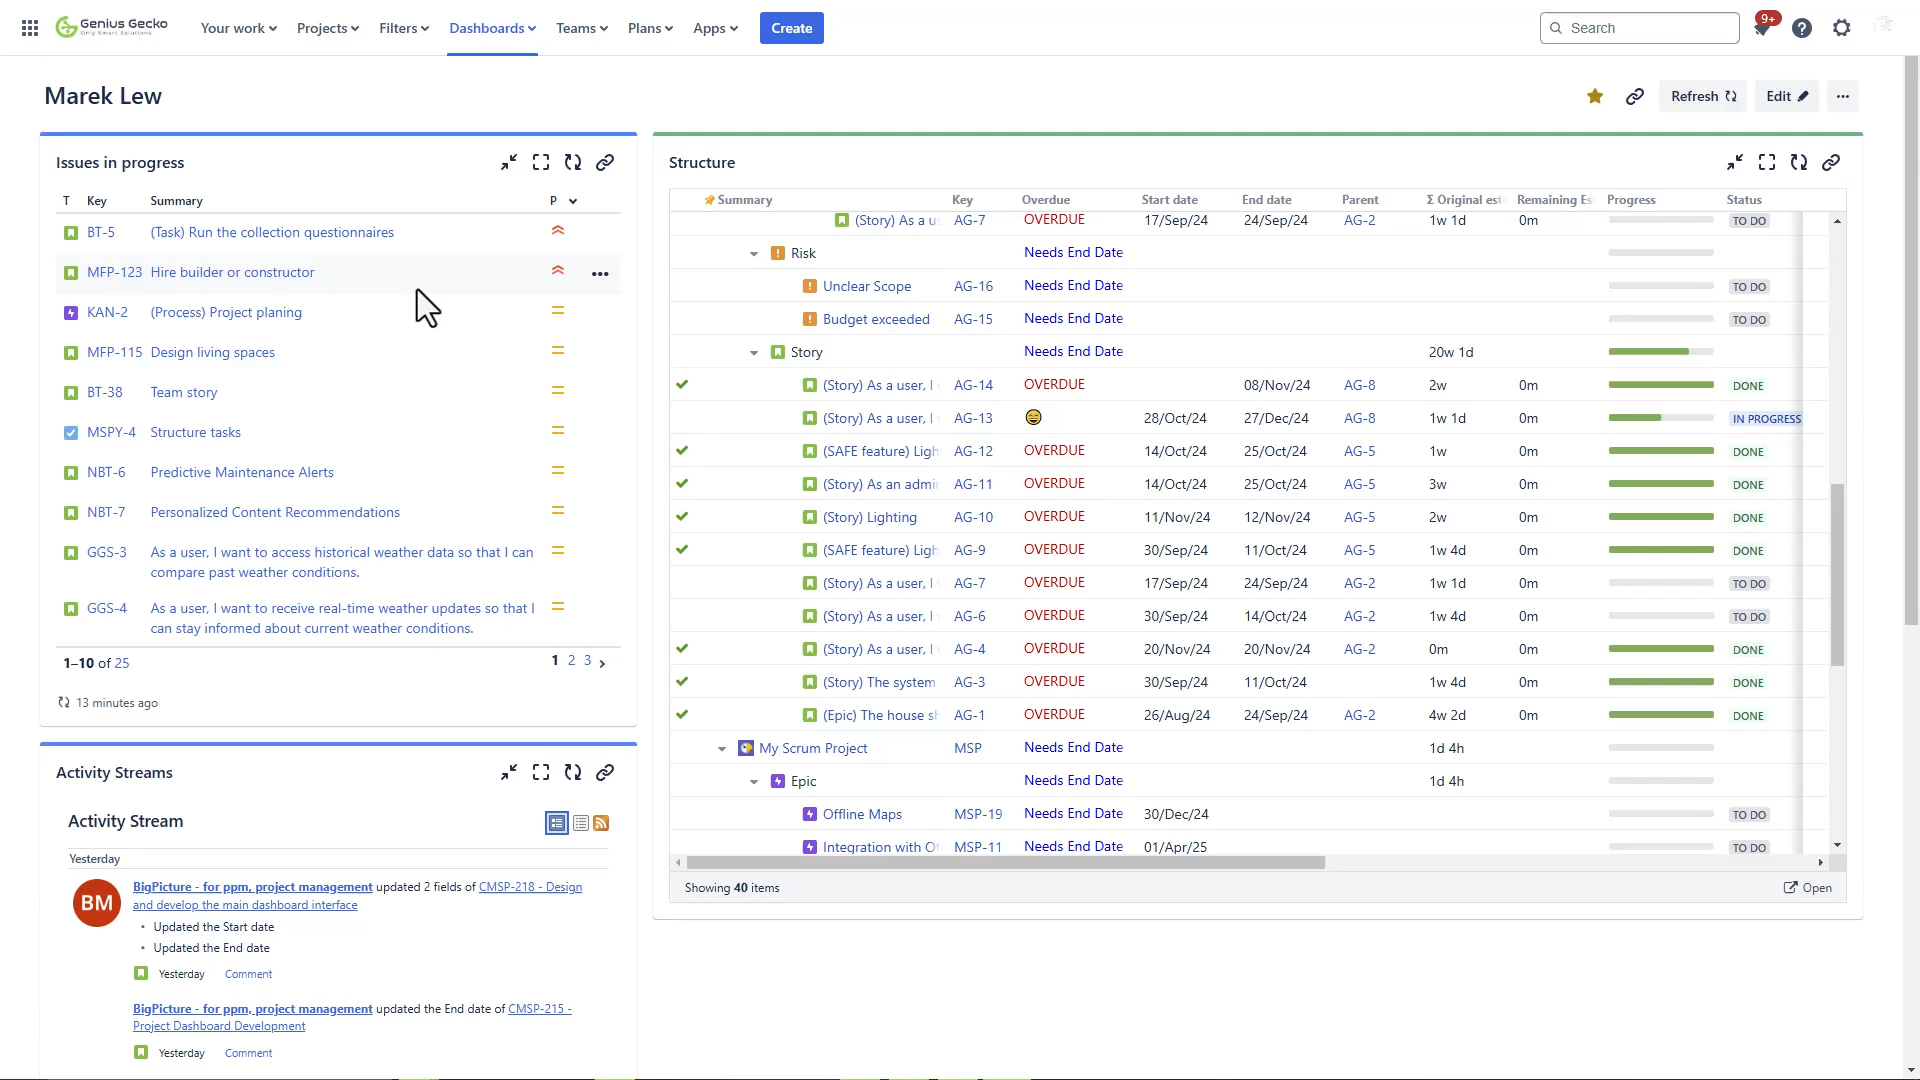 Genius Gecko
Only Smart Solutions
Your work Projects Filters Dashboards Teams Plans Apps Create Search 9+
Marek Lew
Refresh Edit
Issues in progress
T Key Summary P
BT-5 (Task) Run the collection questionnaires
MFP-123 Hire builder or constructor
KAN-2 (Process) Project planing
MFP-115 Design living spaces
BT-38 Team story
MSPY-4 Structure tasks
NBT-6 Predictive Maintenance Alerts
NBT-7 Personalized Content Recommendations
GGS-3 As a user, I want to access historical weather data so that I can
compare past weather conditions.
GGS-4 As a user, I want to receive real-time weather updates so that I
can stay informed about current weather conditions.
1–10 of 25 1 2 3
13 minutes ago
Activity Streams
Activity Stream
Yesterday
BM
BigPicture - for ppm, project management updated 2 fields of CMSP-218 - Design
and develop the main dashboard interface
• Updated the Start date
• Updated the End date
Yesterday Comment
BigPicture - for ppm, project management updated the End date of CMSP-215 -
Project Dashboard Development
Yesterday Comment
Structure
Summary Key Overdue Start date End date Parent Σ Original est Remaining Es Progress Status
(Story) As a u AG-7 OVERDUE 17/Sep/24 24/Sep/24 AG-2 1w 1d 0m TO DO
Risk Needs End Date
Unclear Scope AG-16 Needs End Date TO DO
Budget exceeded AG-15 Needs End Date TO DO
Story Needs End Date 20w 1d
(Story) As a user, I AG-14 OVERDUE 08/Nov/24 AG-8 2w 0m DONE
(Story) As a user, I AG-13 28/Oct/24 27/Dec/24 AG-8 1w 1d 0m IN PROGRESS
(SAFE feature) Ligh AG-12 OVERDUE 14/Oct/24 25/Oct/24 AG-5 1w 0m DONE
(Story) As an admi AG-11 OVERDUE 14/Oct/24 25/Oct/24 AG-5 3w 0m DONE
(Story) Lighting AG-10 OVERDUE 11/Nov/24 12/Nov/24 AG-5 2w 0m DONE
(SAFE feature) Ligh AG-9 OVERDUE 30/Sep/24 11/Oct/24 AG-5 1w 4d 0m DONE
(Story) As a user, I AG-7 OVERDUE 17/Sep/24 24/Sep/24 AG-2 1w 1d 0m TO DO
(Story) As a user, I AG-6 OVERDUE 30/Sep/24 14/Oct/24 AG-2 1w 4d 0m TO DO
(Story) As a user, I AG-4 OVERDUE 20/Nov/24 20/Nov/24 AG-2 0m 0m DONE
(Story) The system AG-3 OVERDUE 30/Sep/24 11/Oct/24 1w 4d 0m DONE
(Epic) The house sh AG-1 OVERDUE 26/Aug/24 24/Sep/24 AG-2 4w 2d 0m DONE
My Scrum Project MSP Needs End Date 1d 4h
Epic Needs End Date 1d 4h
Offline Maps MSP-19 Needs End Date 30/Dec/24 TO DO
Integration with Ot MSP-11 Needs End Date 01/Apr/25 TO DO
Showing 40 items Open